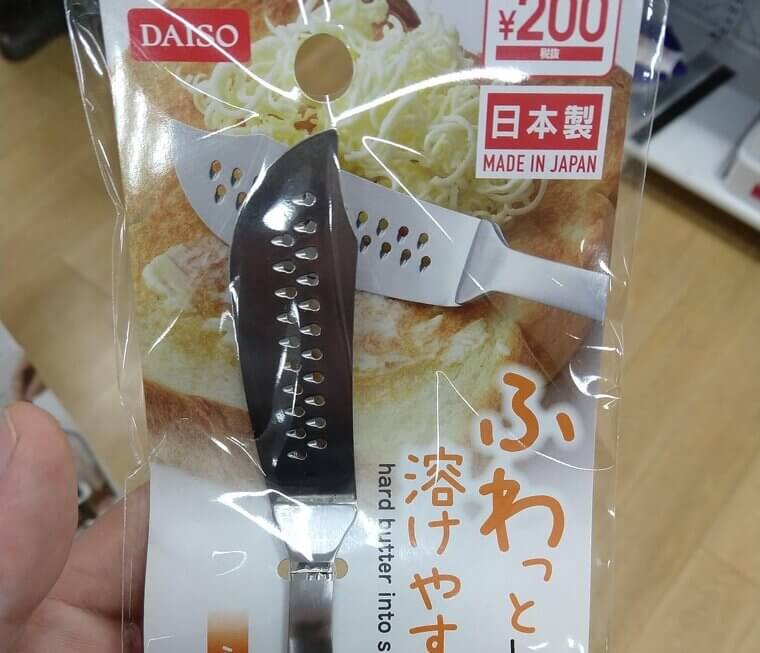 DAISO
¥200
税抜
日本製
MADE IN JAPAN
ふわっと
溶けやす
hard butter into s